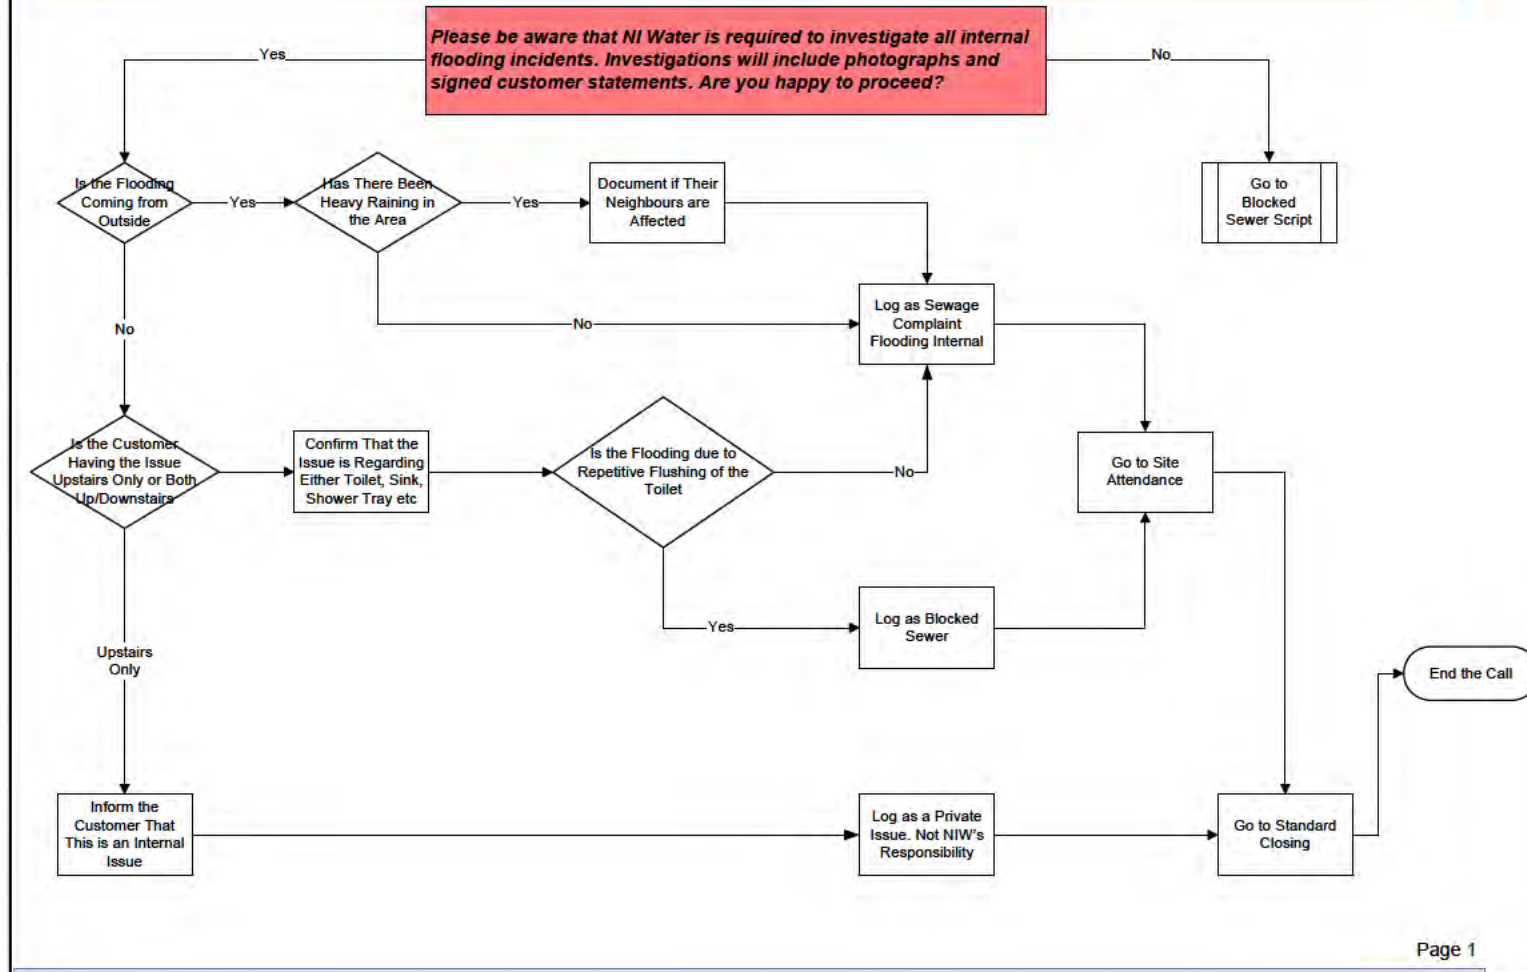 Please be aware that NI Water is required to investigate all internal
flooding incidents. Investigations will include photographs and
signed customer statements. Are you happy to proceed?
Yes
No
Is the Flooding
Coming from
Outside
Yes
Has There Been
Heavy Raining in
the Area
Yes
Document if Their
Neighbours are
Affected
Go to
Blocked
Sewer Script
No
No
Log as Sewage
Complaint
Flooding Internal
Is the Customer
Having the Issue
Upstairs Only or Both
Up/Downstairs
Confirm That the
Issue is Regarding
Either Toilet, Sink,
Shower Tray etc
Is the Flooding due to
Repetitive Flushing of the
Toilet
No
Go to Site
Attendance
Yes
Log as Blocked
Sewer
Upstairs
Only
End the Call
Inform the
Customer That
This is an Internal
Issue
Log as a Private
Issue. Not NIW's
Responsibility
Go to Standard
Closing
Page 1